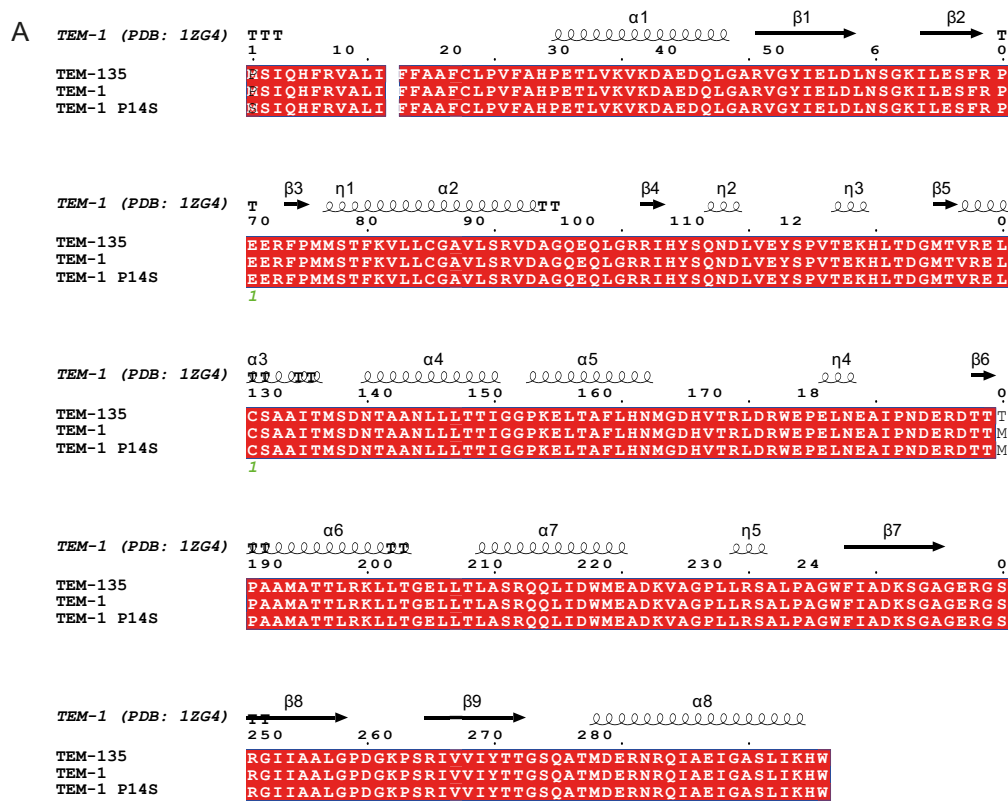 A
α1 β1 β2
TEM-1 (PDB: 1ZG4) TTT T
1 10 20 30 40 50 6 0
TEM-135 PSIQHFRVALI FFAAFCLPVFAHPETLVKVKDAEDQLGARVGYIELDLNSGKILESFRP
TEM-1 PSIQHFRVALI FFAAFCLPVFAHPETLVKVKDAEDQLGARVGYIELDLNSGKILESFRP
TEM-1 P14S SSIQHFRVALI FFAAFCLPVFAHPETLVKVKDAEDQLGARVGYIELDLNSGKILESFRP
β3 η1 α2 β4 η2 η3 β5
TEM-1 (PDB: 1ZG4) T TT
70 80 90 100 110 12 0
TEM-135 EERFPMMSTFKVLLCGAVLSRVDAGQEQLGRRIHYSQNDLVEYSPVTEKHLTDGMTVREL
TEM-1 EERFPMMSTFKVLLCGAVLSRVDAGQEQLGRRIHYSQNDLVEYSPVTEKHLTDGMTVREL
TEM-1 P14S EERFPMMSTFKVLLCGAVLSRVDAGQEQLGRRIHYSQNDLVEYSPVTEKHLTDGMTVREL
1
α3 α4 α5 η4 β6
TEM-1 (PDB: 1ZG4) TT TT
130 140 150 160 170 18 0
TEM-135 CSAAITMSDNTAANLLLTTIGGPKELTAFLHNMGDHVTRLDRWEPELNEAIPNDERDTTT
TEM-1 CSAAITMSDNTAANLLLTTIGGPKELTAFLHNMGDHVTRLDRWEPELNEAIPNDERDTTM
TEM-1 P14S CSAAITMSDNTAANLLLTTIGGPKELTAFLHNMGDHVTRLDRWEPELNEAIPNDERDTTM
1
α6 α7 η5 β7
TEM-1 (PDB: 1ZG4) TT TT
190 200 210 220 230 24 0
TEM-135 PAAMATTLRKLLTGELLTLASRQQLIDWMEADKVAGPLLRSALPAGWFIADKSGAGERGS
TEM-1 PAAMATTLRKLLTGELLTLASRQQLIDWMEADKVAGPLLRSALPAGWFIADKSGAGERGS
TEM-1 P14S PAAMATTLRKLLTGELLTLASRQQLIDWMEADKVAGPLLRSALPAGWFIADKSGAGERGS
β8 β9 α8
TEM-1 (PDB: 1ZG4) TT
250 260 270 280
TEM-135 RGIIAALGPDGKPSRIVVIYTTGSQATMDERNRQIAEIGASLIKHW
TEM-1 RGIIAALGPDGKPSRIVVIYTTGSQATMDERNRQIAEIGASLIKHW
TEM-1 P14S RGIIAALGPDGKPSRIVVIYTTGSQATMDERNRQIAEIGASLIKHW